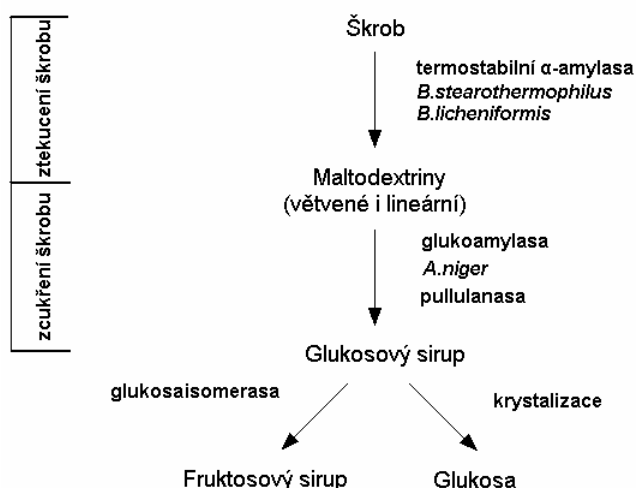 Škrob
ztekucení škrobu
termostabilní α-amylasa
B.stearothermophilus
B.licheniformis
Maltodextriny
(větvené i lineární)
zcukření škrobu
glukoamylasa
A.niger
pullulanasa
Glukosový sirup
glukosaisomerasa
krystalizace
Fruktosový sirup
Glukosa